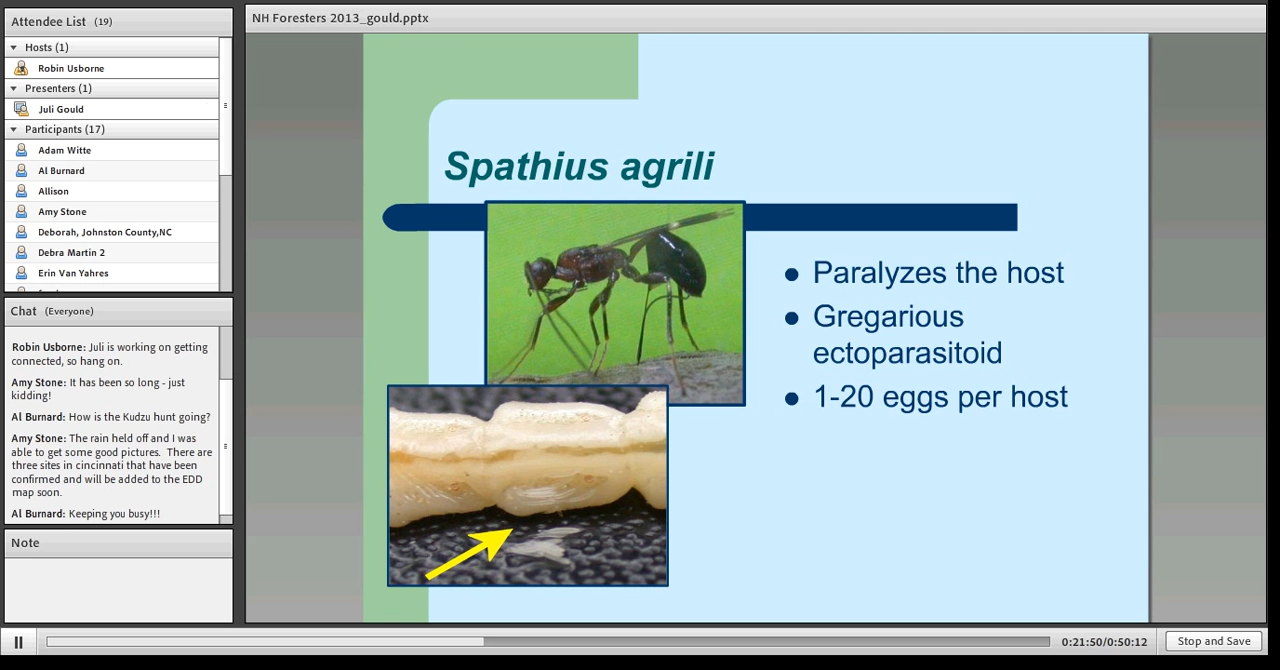 Attendee List (19)
Hosts (1)
Robin Usborne
Presenters (1)
Juli Gould
Participants (17)
Adam Witte
Al Burnard
Allison
Amy Stone
Deborah, Johnston County,NC
Debra Martin 2
Erin Van Yahres
Chat (Everyone)
Robin Usborne: Juli is working on getting
connected, so hang on.
Amy Stone: It has been so long - just
kidding!
Al Burnard: How is the Kudzu hunt going?
Amy Stone: The rain held off and I was
able to get some good pictures. There are
three sites in cincinnati that have been
confirmed and will be added to the EDD
map soon.
Al Burnard: Keeping you busy!!!
Note
NH Foresters 2013_gould.pptx
Spathius agrili
Paralyzes the host
Gregarious
ectoparasitoid
1-20 eggs per host
0:21:50/0:50:12
Stop and Save